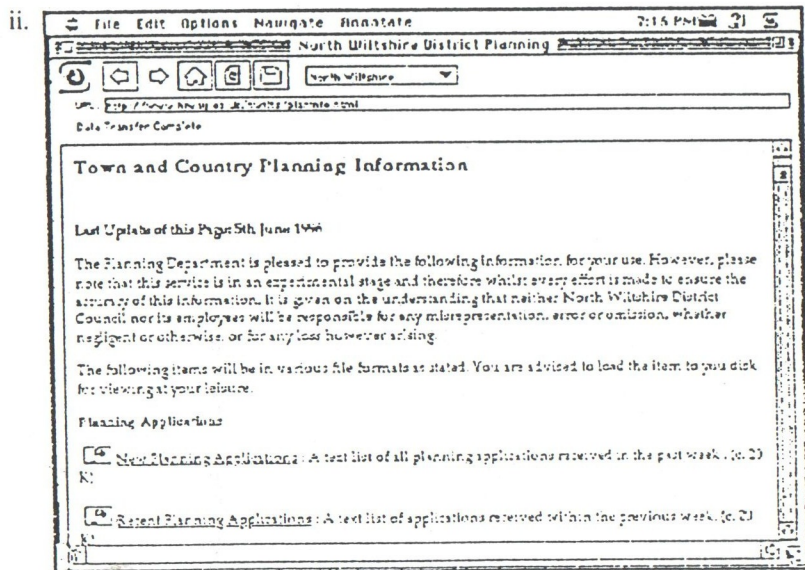 ii.
File Edit Options Navigate Annotate 7:15 PM
North Wiltshire District Planning
North Wiltshire
URL:
Data Transfer Complete
Town and Country Planning Information
Last Update of this Page: 5th June 1996
The Planning Department is pleased to provide the following information for your use. However, please
note that this service is in an experimental stage and therefore whilst every effort is made to ensure the
accuracy of this information, it is given on the understanding that neither North Wiltshire District
Council nor its employees will be responsible for any misrepresentation, error or omission, whether
negligent or otherwise, or for any loss however arising.
The following items will be in various file formats as stated. You are advised to load the item to you disk
for viewing at your leisure.
Planning Applications
New Planning Applications : A text list of all planning applications received in the past week. (c. 20
K)
Recent Planning Applications : A text list of applications received within the previous week. (c. 20
K)